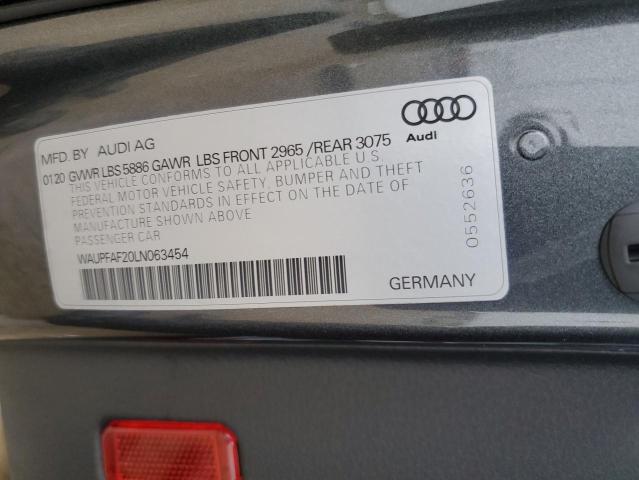 MFD. BY AUDI AG
0120 GVWR LBS 5886 GAWR LBS FRONT 2965 /REAR 3075
THIS VEHICLE CONFORMS TO ALL APPLICABLE U.S.
FEDERAL MOTOR VEHICLE SAFETY, BUMPER AND THEFT
PREVENTION STANDARDS IN EFFECT ON THE DATE OF
MANUFACTURE SHOWN ABOVE
PASSENGER CAR
WAUPFAF20LN063454
GERMANY
Audi
0552636